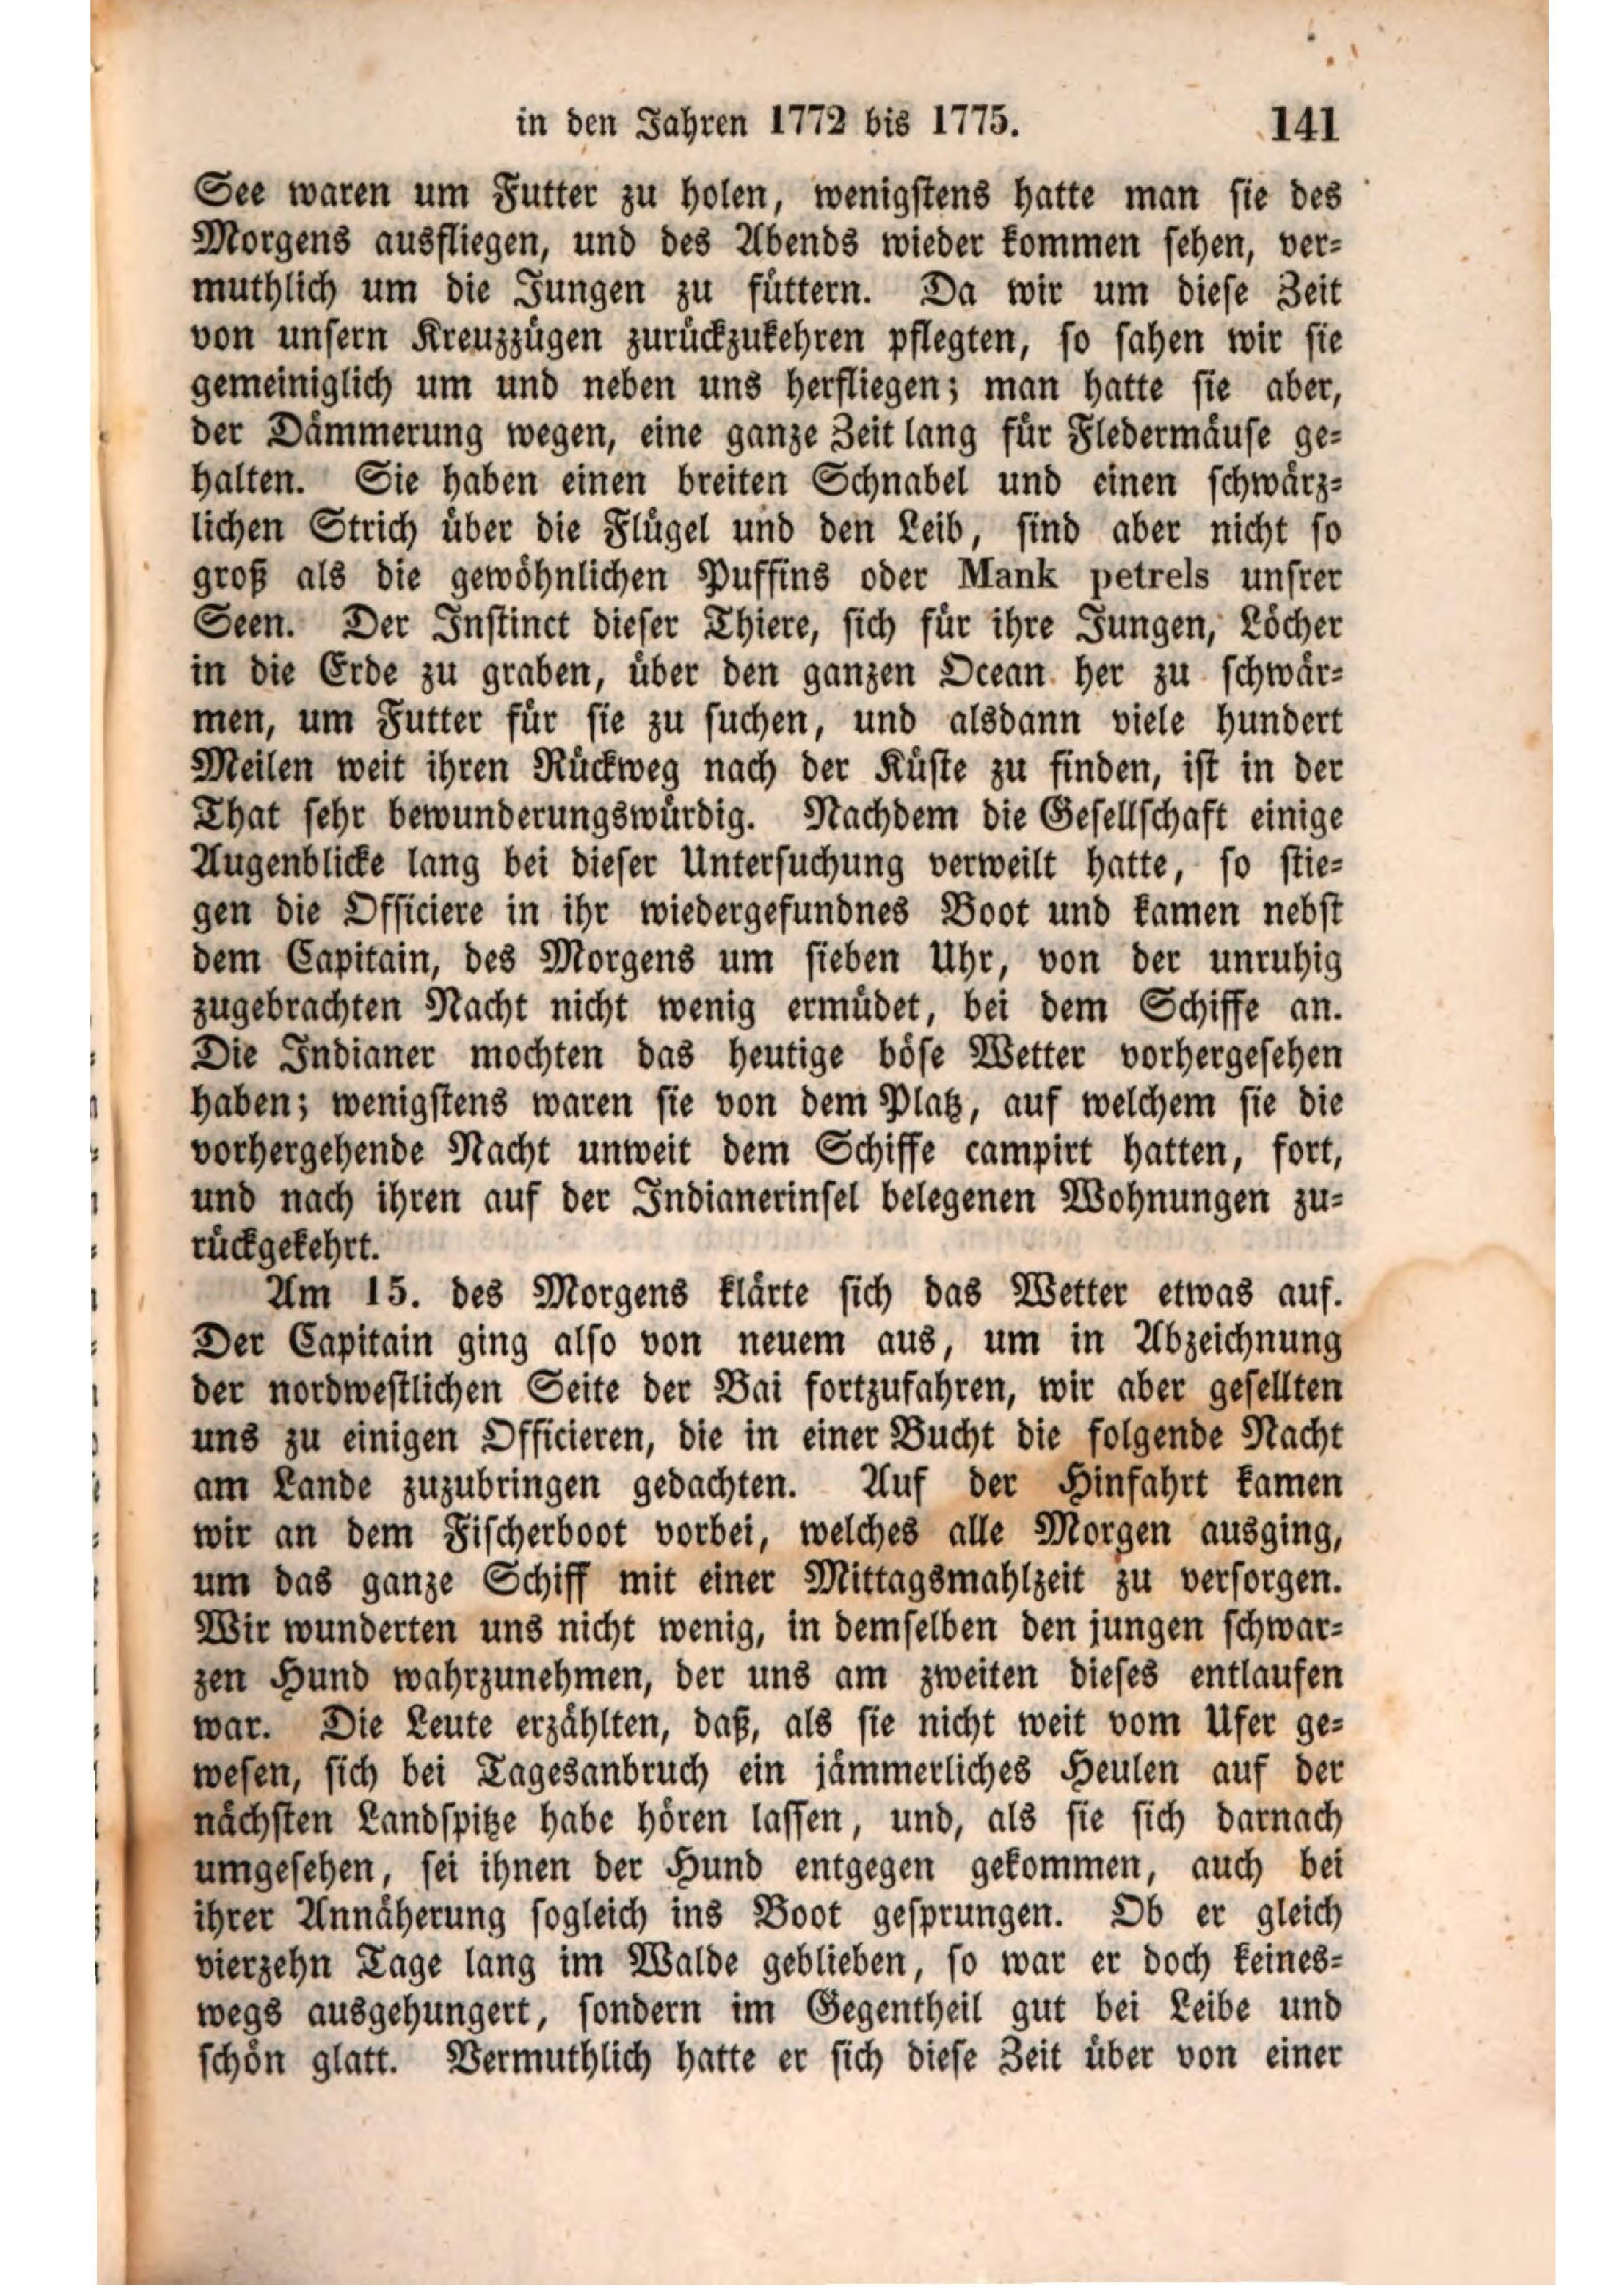 in den Jahren 1772 bis 1775. 141
See waren um Futter zu holen, wenigstens hatte man sie des
Morgens ausfliegen, und des Abends wieder kommen sehen, ver-
muthlich um die Jungen zu füttern. Da wir um diese Zeit
von unsern Kreuzzügen zurückzukehren pflegten, so sahen wir sie
gemeiniglich um und neben uns herfliegen; man hatte sie aber,
der Dämmerung wegen, eine ganze Zeit lang für Fledermäuse ge-
halten. Sie haben einen breiten Schnabel und einen schwärz-
lichen Strich über die Flügel und den Leib, sind aber nicht so
groß als die gewöhnlichen Puffins oder Mank petrels unsrer
Seen. Der Instinct dieser Thiere, sich für ihre Jungen, Löcher
in die Erde zu graben, über den ganzen Ocean her zu schwär-
men, um Futter für sie zu suchen, und alsdann viele hundert
Meilen weit ihren Rückweg nach der Küste zu finden, ist in der
That sehr bewunderungswürdig. Nachdem die Gesellschaft einige
Augenblicke lang bei dieser Untersuchung verweilt hatte, so stie-
gen die Officiere in ihr wiedergefundnes Boot und kamen nebst
dem Capitain, des Morgens um sieben Uhr, von der unruhig
zugebrachten Nacht nicht wenig ermüdet, bei dem Schiffe an.
Die Indianer mochten das heutige böse Wetter vorhergesehen
haben; wenigstens waren sie von dem Platz, auf welchem sie die
vorhergehende Nacht unweit dem Schiffe campirt hatten, fort,
und nach ihren auf der Indianerinsel belegenen Wohnungen zu-
rückgekehrt.
Am 15. des Morgens klärte sich das Wetter etwas auf.
Der Capitain ging also von neuem aus, um in Abzeichnung
der nordwestlichen Seite der Bai fortzufahren, wir aber gesellten
uns zu einigen Officieren, die in einer Bucht die folgende Nacht
am Lande zuzubringen gedachten. Auf der Hinfahrt kamen
wir an dem Fischerboot vorbei, welches alle Morgen ausging,
um das ganze Schiff mit einer Mittagsmahlzeit zu versorgen.
Wir wunderten uns nicht wenig, in demselben den jungen schwar-
zen Hund wahrzunehmen, der uns am zweiten dieses entlaufen
war. Die Leute erzählten, daß, als sie nicht weit vom Ufer ge-
wesen, sich bei Tagesanbruch ein jämmerliches Heulen auf der
nächsten Landspitze habe hören lassen, und, als sie sich darnach
umgesehen, sei ihnen der Hund entgegen gekommen, auch bei
ihrer Annäherung sogleich ins Boot gesprungen. Ob er gleich
vierzehn Tage lang im Walde geblieben, so war er doch keines-
wegs ausgehungert, sondern im Gegentheil gut bei Leibe und
schön glatt. Vermuthlich hatte er sich diese Zeit über von einer